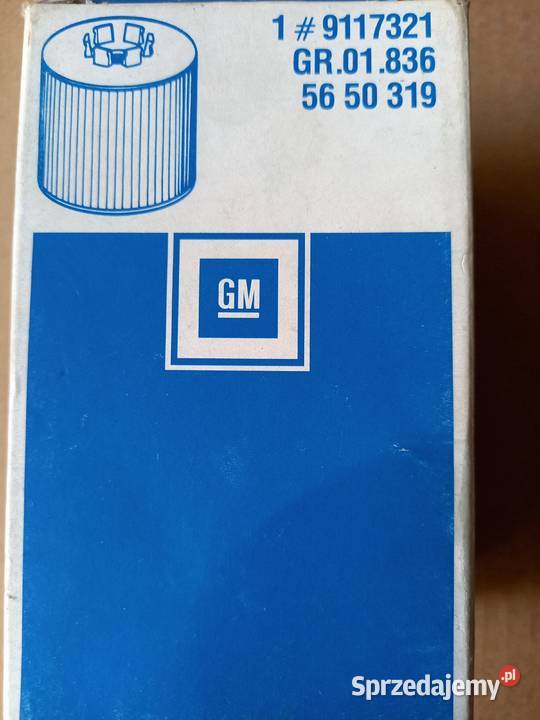 1 # 9117321
GR.01.836
56 50 319
GM
Sprzedajemy.pl